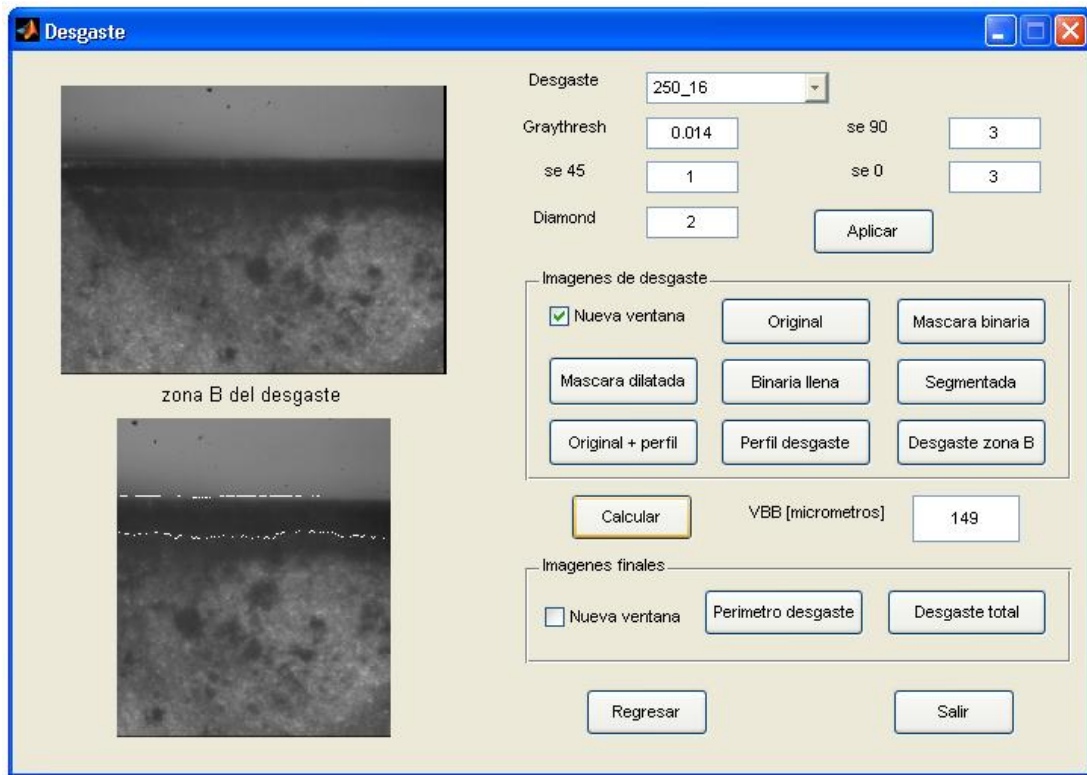 Desgaste
zona B del desgaste
Desgaste 250_16
Graythresh 0.014 se 90 3
se 45 1 se 0 3
Diamond 2 Aplicar
Imagenes de desgaste
Nueva ventana Original Mascara binaria
Mascara dilatada Binaria llena Segmentada
Original + perfil Perfil desgaste Desgaste zona B
Calcular VBB [micrometros] 149
Imagenes finales
Nueva ventana Perimetro desgaste Desgaste total
Regresar Salir